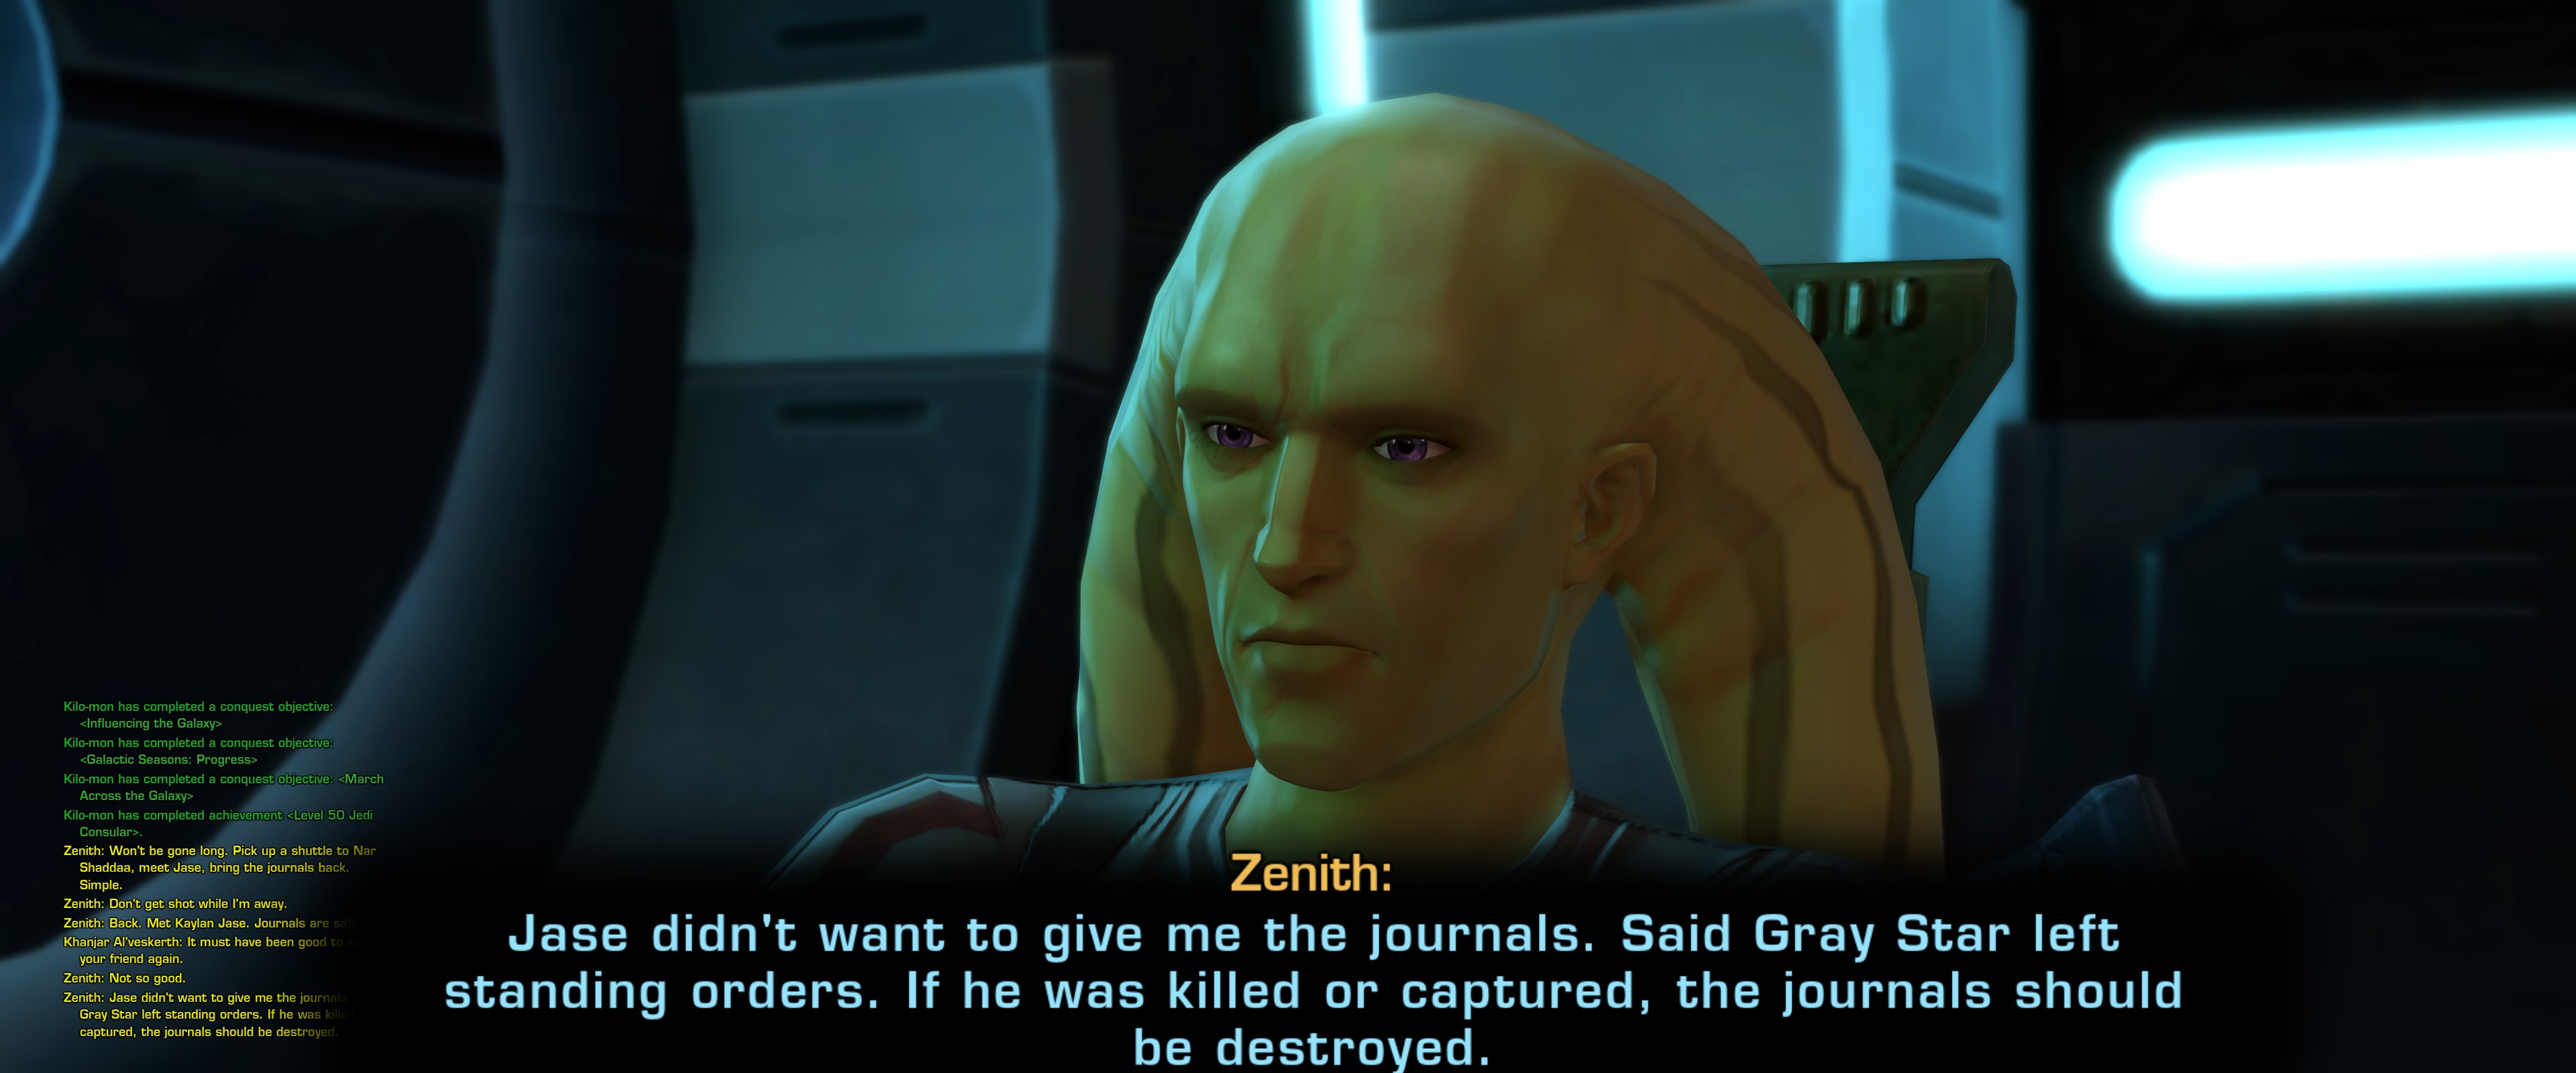 Kilo-mon has completed a conquest objective:
<Influencing the Galaxy>
Kilo-mon has completed a conquest objective:
<Galactic Seasons: Progress>
Kilo-mon has completed a conquest objective: <March
Across the Galaxy>
Kilo-mon has completed achievement <Level 50 Jedi
Consular>.
Zenith: Won't be gone long. Pick up a shuttle to Nar
Shaddaa, meet Jase, bring the journals back.
Simple.
Zenith: Don't get shot while I'm away.
Zenith: Back. Met Kaylan Jase. Journals are safe
Khanjar Al'veskerth: It must have been good to
your friend again.
Zenith: Not so good.
Zenith: Jase didn't want to give me the journals.
Gray Star left standing orders. If he was killed
captured, the journals should be destroyed.
Zenith:
Jase didn't want to give me the journals. Said Gray Star left
standing orders. If he was killed or captured, the journals should
be destroyed.